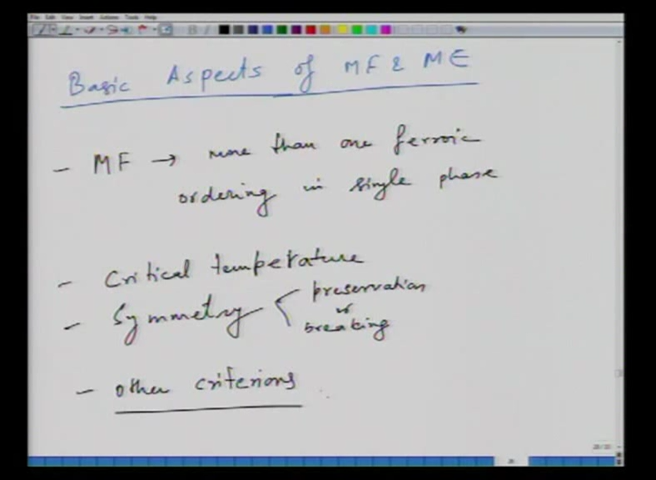 Basic Aspects of MF & ME
- MF → more than one ferroic
ordering in single phase
- Critical temperature
- Symmetry < preservation
or
breaking
- other criterions